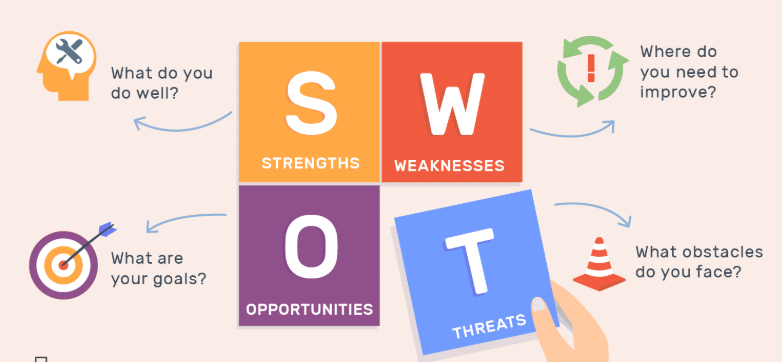 What do you
do well?
S
STRENGTHS
W
WEAKNESSES
Where do
you need to
improve?
What are
your goals?
O
OPPORTUNITIES
T
THREATS
What obstacles
do you face?